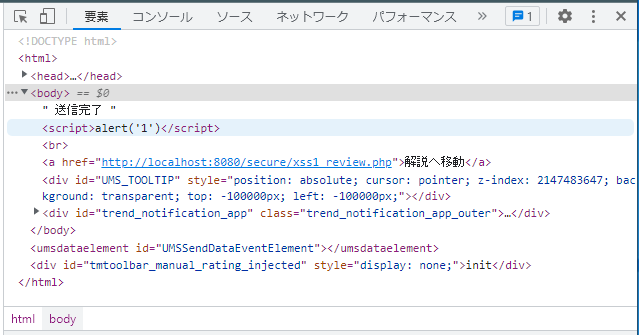 要素 コンソール ソース ネットワーク パフォーマンス » 1
<!DOCTYPE html>
<html>
<head>…</head>
<body> == $0
" 送信完了 "
<script>alert('1')</script>
<br>
<a href="http://localhost:8080/secure/xss1_review.php">解説へ移動</a>
<div id="UMS_TOOLTIP" style="position: absolute; cursor: pointer; z-index: 2147483647; bac
kground: transparent; top: -100000px; left: -100000px;"></div>
<div id="trend_notification_app" class="trend_notification_app_outer">…</div>
</body>
<umsdataelement id="UMSSendDataEventElement"></umsdataelement>
<div id="tmtoolbar_manual_rating_injected" style="display: none;">init</div>
</html>
html body